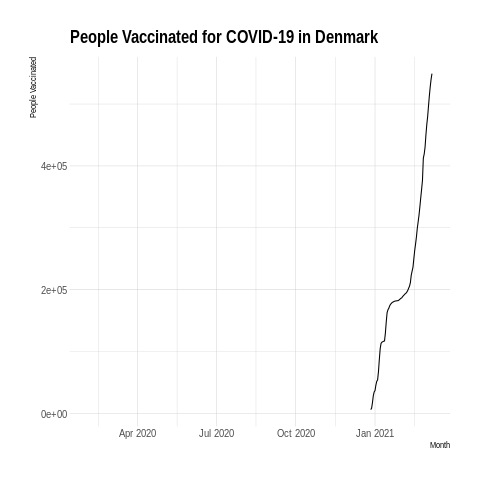 People Vaccinated for COVID-19 in Denmark
People Vaccinated
4e+05
2e+05
0e+00
Apr 2020 Jul 2020 Oct 2020 Jan 2021
Month